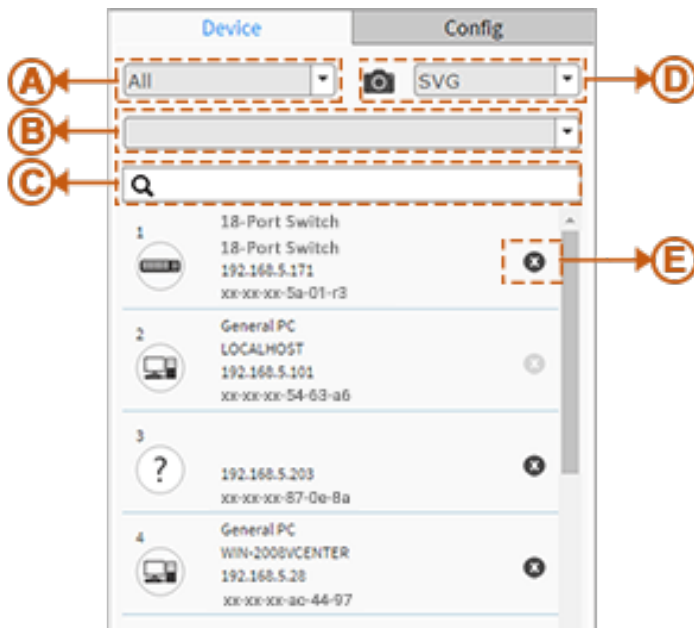 Device Config
A All SVG D
B
C
1 18-Port Switch
18-Port Switch
192.168.5.171 E
xx-xx-xx-5a-01-r3
2 General PC
LOCALHOST
192.168.5.101
xx-xx-xx-54-63-a6
3
?
192.168.5.203
xx-xx-xx-87-0e-8a
4 General PC
WIN-2008VCENTER
192.168.5.28
xx-xx-xx-ac-44-97